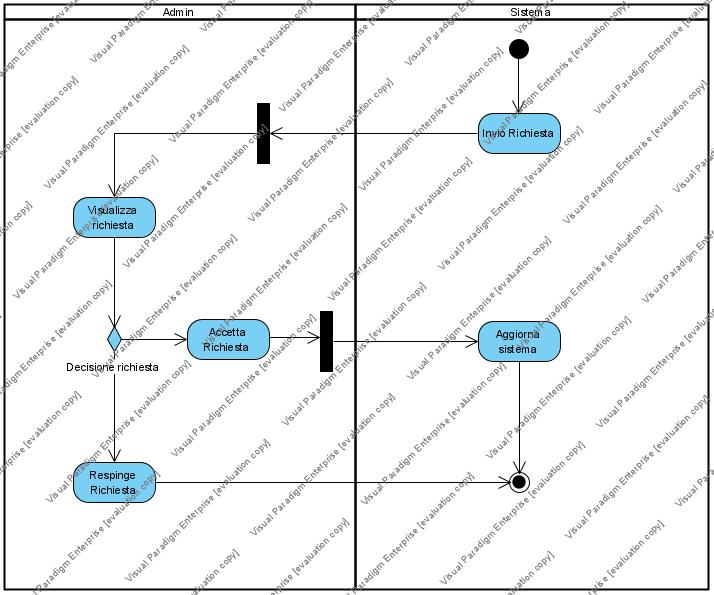 Admin
Sistema
Invio Richiesta
Visualizza
richiesta
Accetta
Richiesta
Aggiorna
sistema
Decisione richiesta
Respinge
Richiesta
Visual Paradigm Enterprise [evaluation copy]